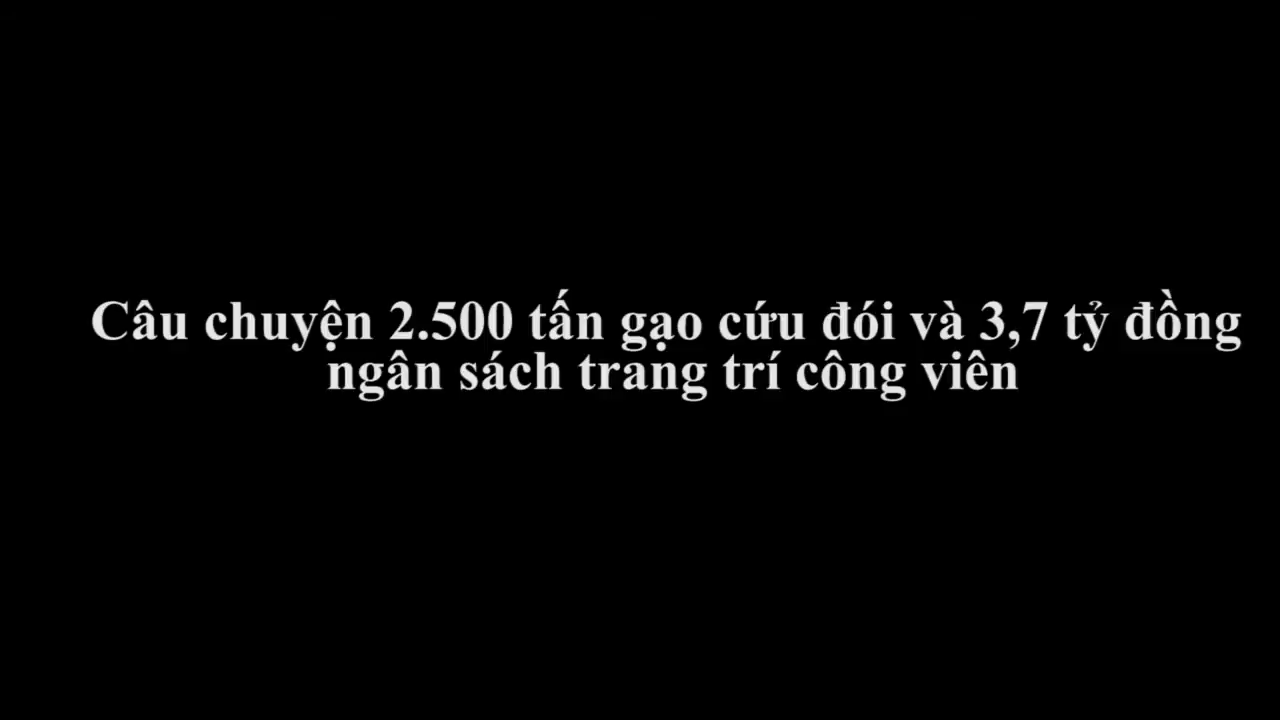 Câu chuyện 2.500 tấn gạo cứu đói và 3,7 tỷ đồng
ngân sách trang trí công viên